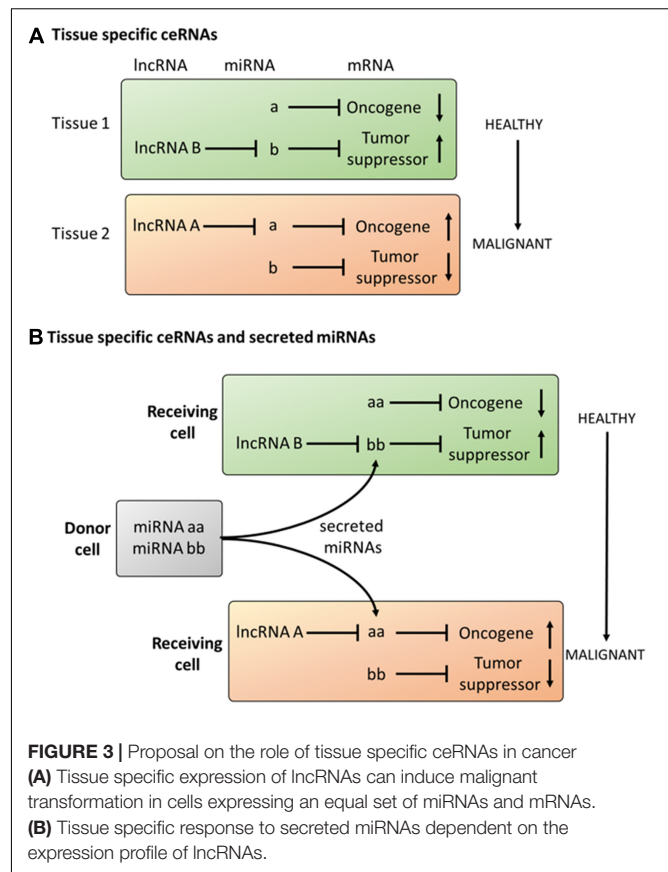 A Tissue specific ceRNAs
lncRNA miRNA mRNA
Tissue 1
a Oncogene
lncRNA B b Tumor
suppressor
HEALTHY
Tissue 2
lncRNA A a Oncogene
b Tumor
suppressor
MALIGNANT
B Tissue specific ceRNAs and secreted miRNAs
Receiving
cell
aa Oncogene
lncRNA B bb Tumor
suppressor
HEALTHY
Donor
cell
miRNA aa
miRNA bb
secreted
miRNAs
Receiving
cell
lncRNA A aa Oncogene
bb Tumor
suppressor
MALIGNANT
FIGURE 3 | Proposal on the role of tissue specific ceRNAs in cancer
(A) Tissue specific expression of lncRNAs can induce malignant
transformation in cells expressing an equal set of miRNAs and mRNAs.
(B) Tissue specific response to secreted miRNAs dependent on the
expression profile of lncRNAs.